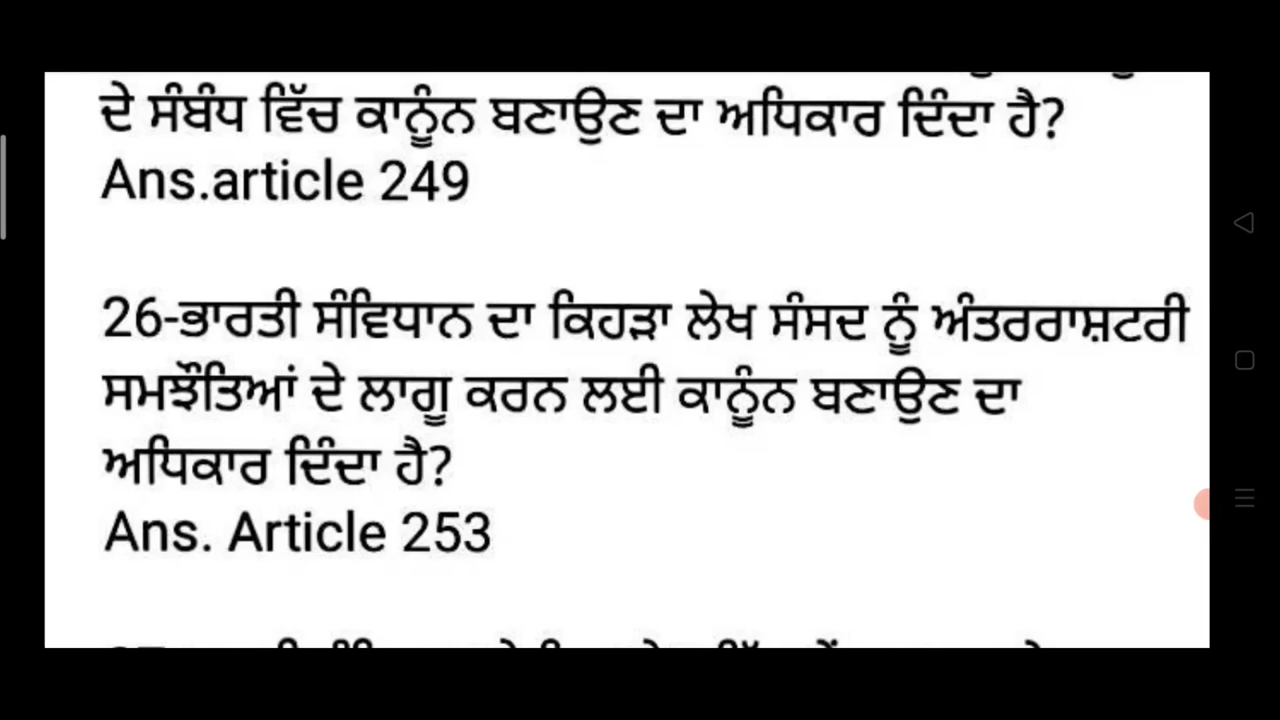 ਦੇ ਸੰਬੰਧ ਵਿੱਚ ਕਾਨੂੰਨ ਬਣਾਉਣ ਦਾ ਅਧਿਕਾਰ ਦਿੰਦਾ ਹੈ?
Ans.article 249
26-ਭਾਰਤੀ ਸੰਵਿਧਾਨ ਦਾ ਕਿਹੜਾ ਲੇਖ ਸੰਸਦ ਨੂੰ ਅੰਤਰਰਾਸ਼ਟਰੀ
ਸਮਝੌਤਿਆਂ ਦੇ ਲਾਗੂ ਕਰਨ ਲਈ ਕਾਨੂੰਨ ਬਣਾਉਣ ਦਾ
ਅਧਿਕਾਰ ਦਿੰਦਾ ਹੈ?
Ans. Article 253